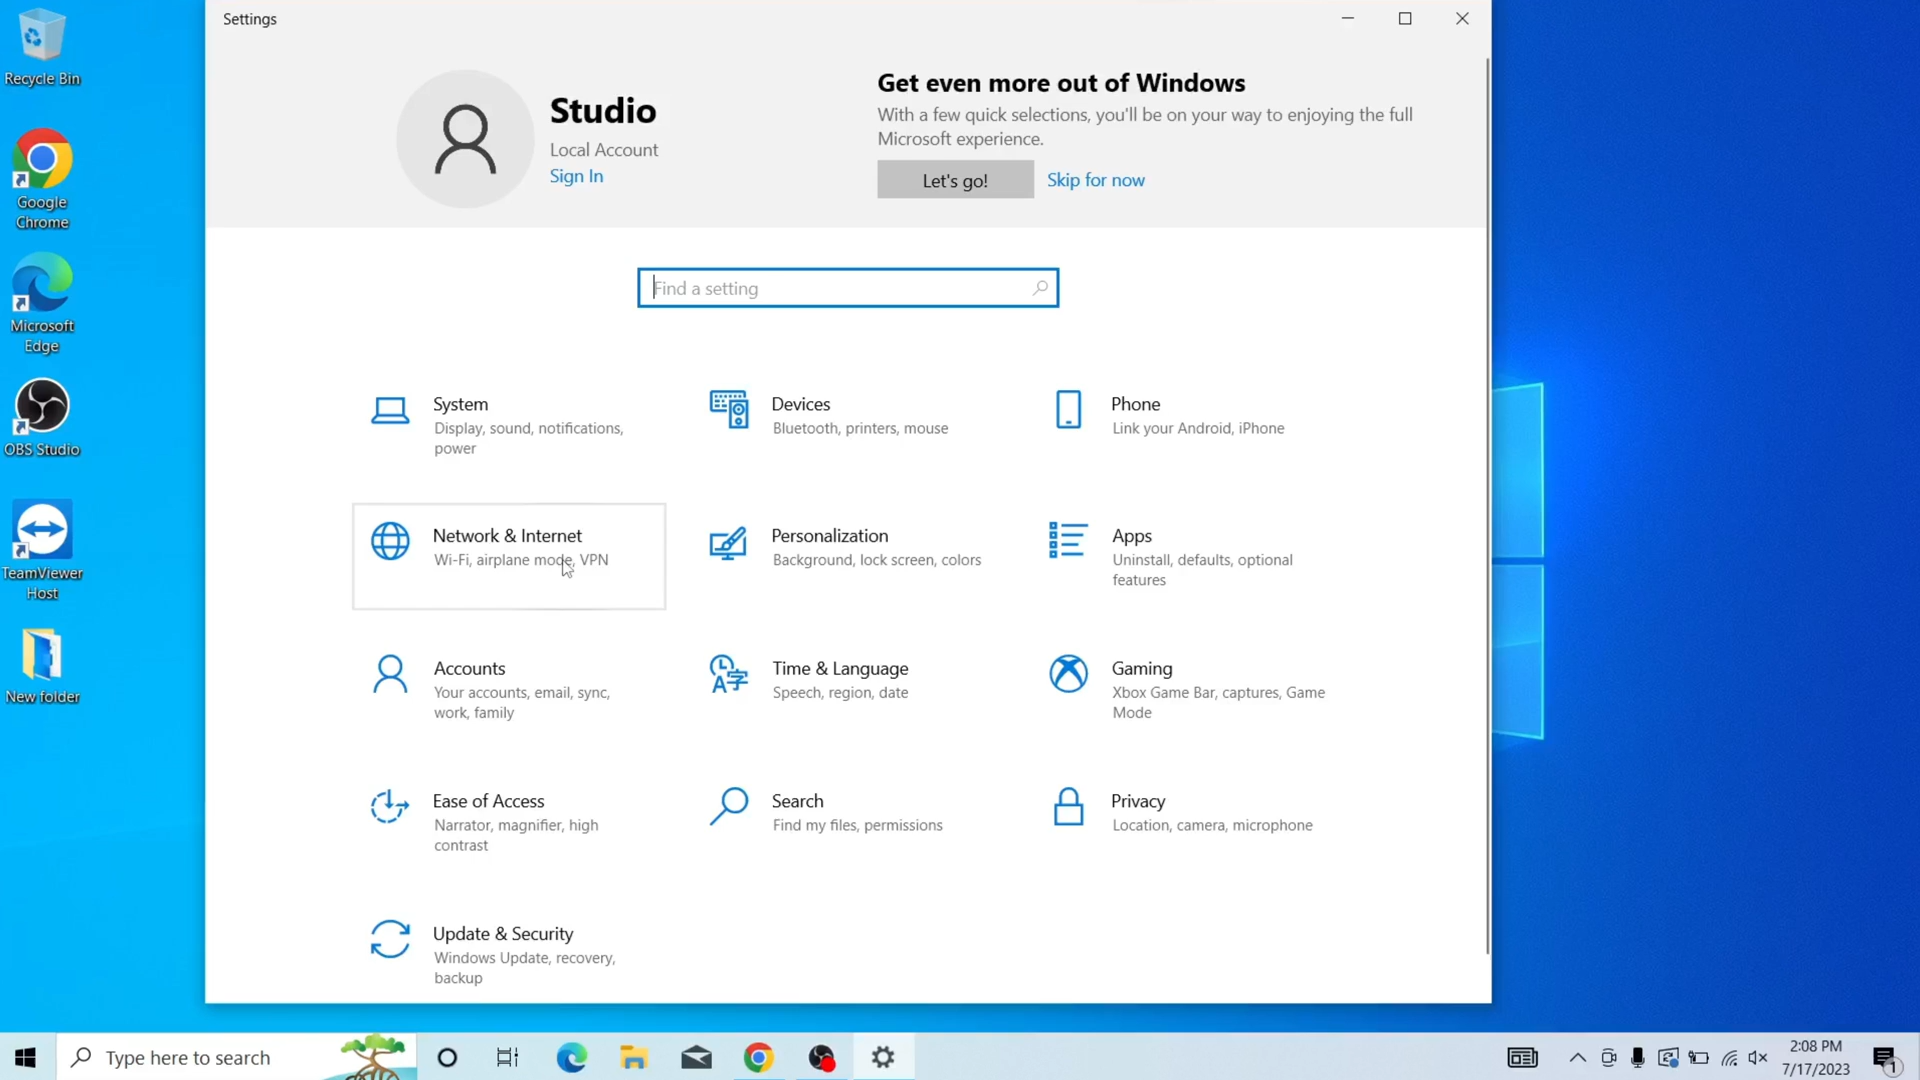 Settings
Recycle Bin
Google
Chrome
Microsoft
Edge
OBS Studio
TeamViewer
Host
New folder
Studio
Local Account
Sign In
Get even more out of Windows
With a few quick selections, you'll be on your way to enjoying the full
Microsoft experience.
Let's go!
Skip for now
Find a setting
System
Display, sound, notifications,
power
Devices
Bluetooth, printers, mouse
Phone
Link your Android, iPhone
Network & Internet
Wi-Fi, airplane mode, VPN
Personalization
Background, lock screen, colors
Apps
Uninstall, defaults, optional
features
Accounts
Your accounts, email, sync,
work, family
Time & Language
Speech, region, date
Gaming
Xbox Game Bar, captures, Game
Mode
Ease of Access
Narrator, magnifier, high
contrast
Search
Find my files, permissions
Privacy
Location, camera, microphone
Update & Security
Windows Update, recovery,
backup
Type here to search
2:08 PM
7/17/2023
1